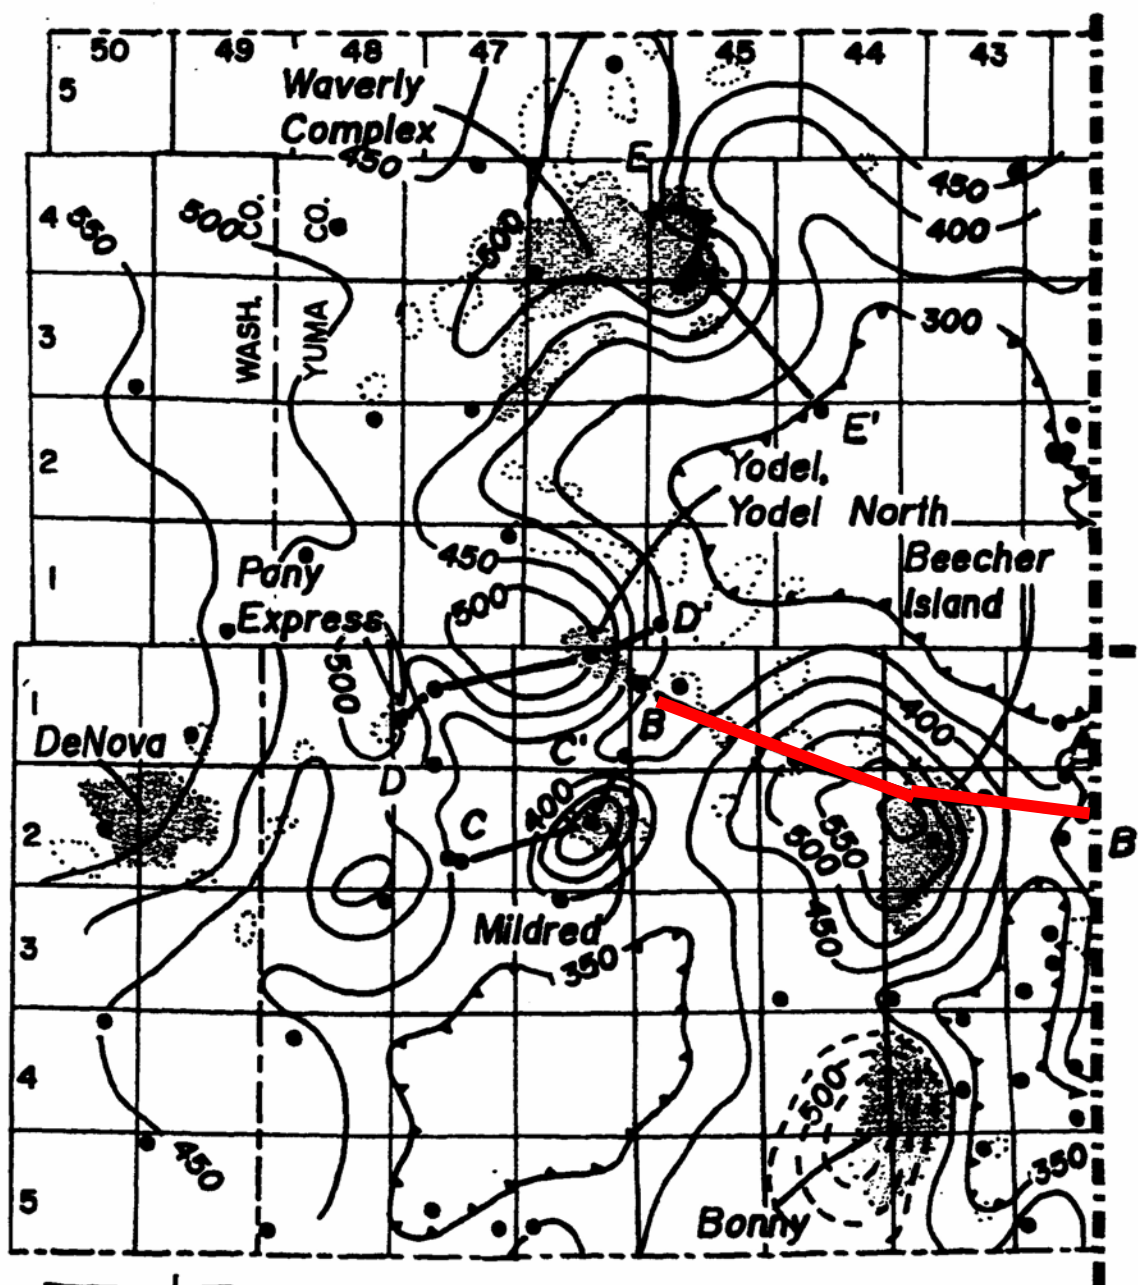 50 49 48 47 45 44 43
5
Waverly
Complex
450
E
450
4
550
500
CO.
CO.
500
400
3
WASH.
YUMA
300
E'
2
Yodel,
Yodel North
450
Beecher
Island
1
Pony
Express
500
D'
1
500
B
400
DeNova
C'
D
400
C
2
500
550
B
Mildred
450
3
350
4
500
450
350
5
Bonny